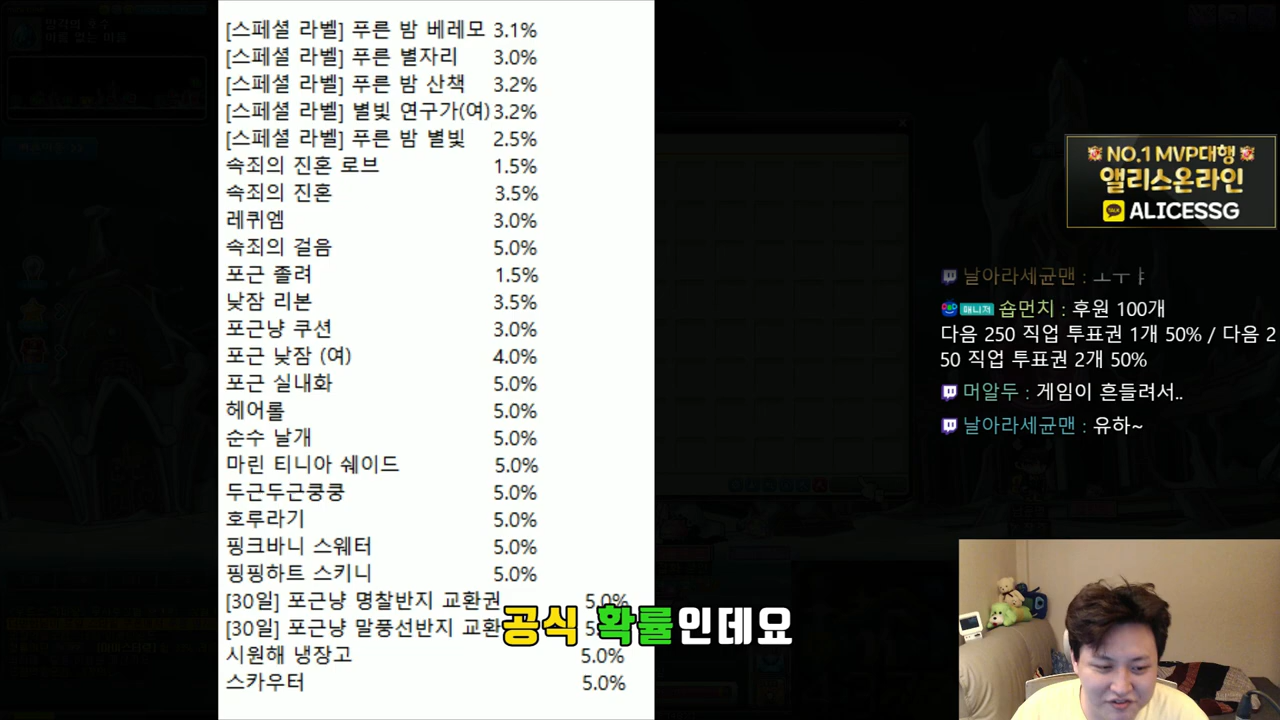 [스페셜 라벨] 푸른 밤 베레모 3.1%
[스페셜 라벨] 푸른 별자리 3.0%
[스페셜 라벨] 푸른 밤 산책 3.2%
[스페셜 라벨] 별빛 연구가(여) 3.2%
[스페셜 라벨] 푸른 밤 별빛 2.5%
속죄의 진혼 로브 1.5%
속죄의 진혼 3.5%
레퀴엠 3.0%
속죄의 걸음 5.0%
포근 졸려 1.5%
낮잠 리본 3.5%
포근냥 쿠션 3.0%
포근 낮잠 (여) 4.0%
포근 실내화 5.0%
헤어롤 5.0%
순수 날개 5.0%
마린 티니아 쉐이드 5.0%
두근두근쿵쿵 5.0%
호루라기 5.0%
핑크바니 스웨터 5.0%
핑핑하트 스키니 5.0%
[30일] 포근냥 명찰반지 교환권 5.0%
[30일] 포근냥 말풍선반지 교환
시원해 냉장고 5.0%
스카우터 5.0%
공식 확률인데요
NO.1 MVP대행
앨리스온라인
TALK ALICESSG
날아라세균맨 : ㅗㅜㅑ
매니저 숍먼치 : 후원 100개
다음 250 직업 투표권 1개 50% / 다음 2
50 직업 투표권 2개 50%
머알두 : 게임이 흔들려서..
날아라세균맨 : 유하~